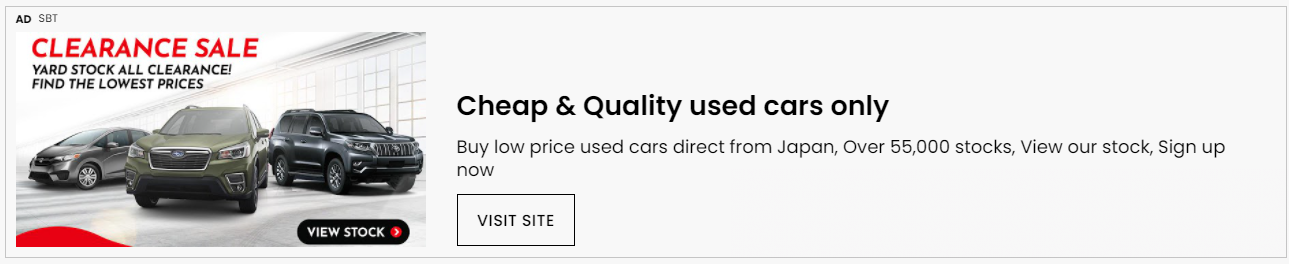 AD SBT
CLEARANCE SALE
YARD STOCK ALL CLEARANCE!
FIND THE LOWEST PRICES
VIEW STOCK
Cheap & Quality used cars only
Buy low price used cars direct from Japan, Over 55,000 stocks, View our stock, Sign up
now
VISIT SITE